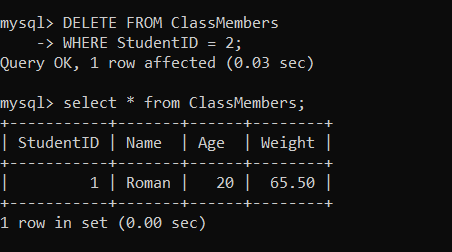 mysql> DELETE FROM ClassMembers
    -> WHERE StudentID = 2;
Query OK, 1 row affected (0.03 sec)

mysql> select * from ClassMembers;
+-----------+-------+------+--------+
| StudentID | Name  | Age  | Weight |
+-----------+-------+------+--------+
|         1 | Roman |   20 |  65.50 |
+-----------+-------+------+--------+
1 row in set (0.00 sec)